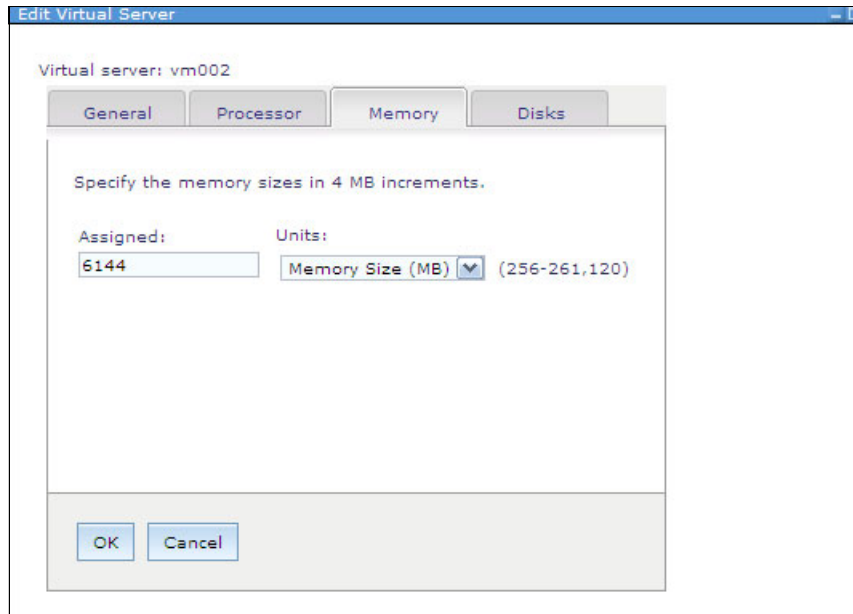 Edit Virtual Server
Virtual server: vm002
General Processor Memory Disks
Specify the memory sizes in 4 MB increments.
Assigned: Units:
6144 Memory Size (MB) (256-261,120)
OK Cancel